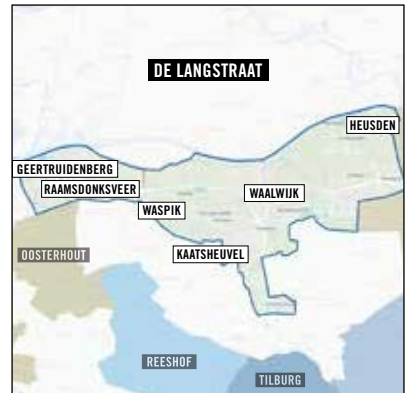 DE LANGSTRAAT
HEUSDEN
GEERTRUIDENBERG
RAAMSDONKSVEER
WAALWIJK
WASPIK
KAATSHEUVEL
OOSTERHOUT
REESHOF
TILBURG